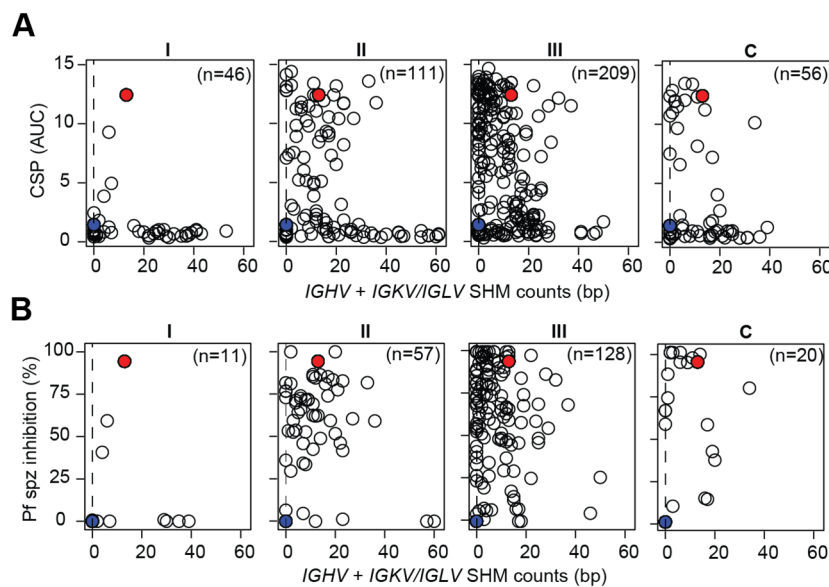 A
I II III C
(n=46) (n=111) (n=209) (n=56)
15
10
5
0
CSP (AUC)
0 20 40 60 0 20 40 60 0 20 40 60 0 20 40 60
IGHV + IGKV/IGLV SHM counts (bp)
B
I II III C
(n=11) (n=57) (n=128) (n=20)
100
75
50
25
0
Pf spz inhibition (%)
0 20 40 60 0 20 40 60 0 20 40 60 0 20 40 60
IGHV + IGKV/IGLV SHM counts (bp)